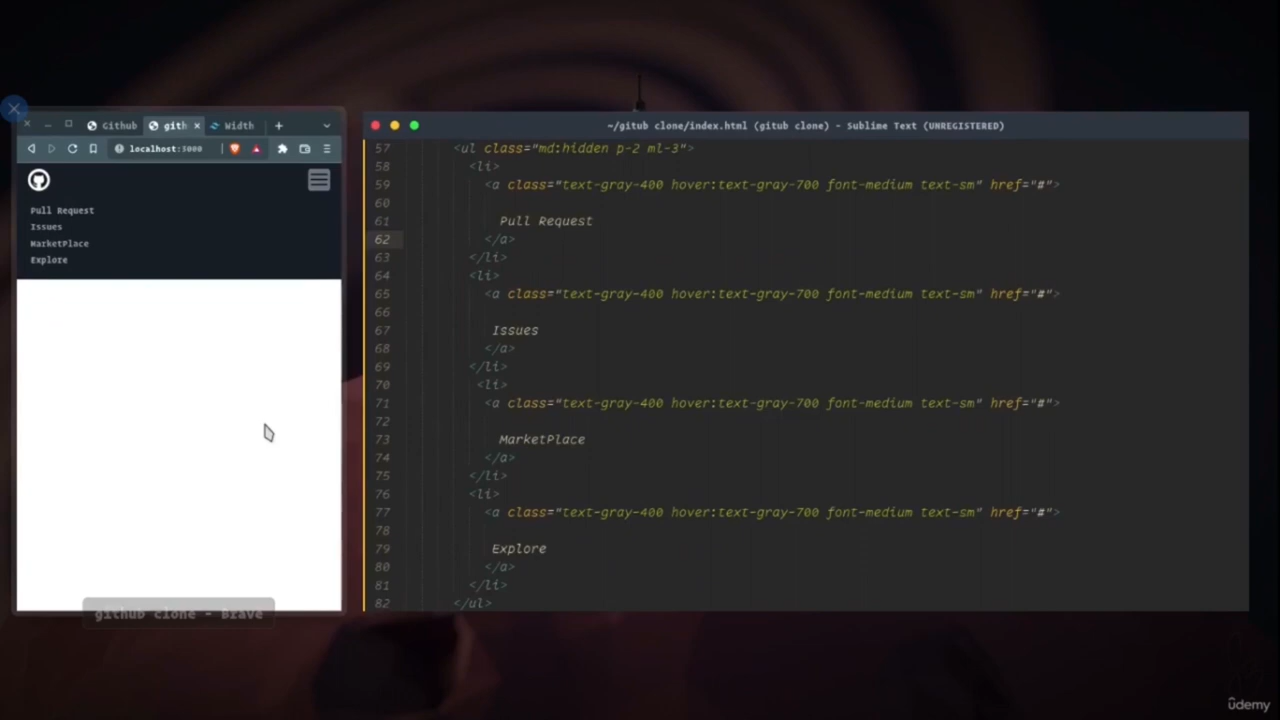 Github
gith
Width
localhost:3000
Pull Request
Issues
MarketPlace
Explore
github clone - Brave
~/gitub clone/index.html (gitub clone) - Sublime Text (UNREGISTERED)
57 <ul class="md:hidden p-2 ml-3">
58 <li>
59 <a class="text-gray-400 hover:text-gray-700 font-medium text-sm" href="#">
60
61 Pull Request
62 </a>
63 </li>
64 <li>
65 <a class="text-gray-400 hover:text-gray-700 font-medium text-sm" href="#">
66
67 Issues
68 </a>
69 </li>
70 <li>
71 <a class="text-gray-400 hover:text-gray-700 font-medium text-sm" href="#">
72
73 MarketPlace
74 </a>
75 </li>
76 <li>
77 <a class="text-gray-400 hover:text-gray-700 font-medium text-sm" href="#">
78
79 Explore
80 </a>
81 </li>
82 </ul>
ûdemy